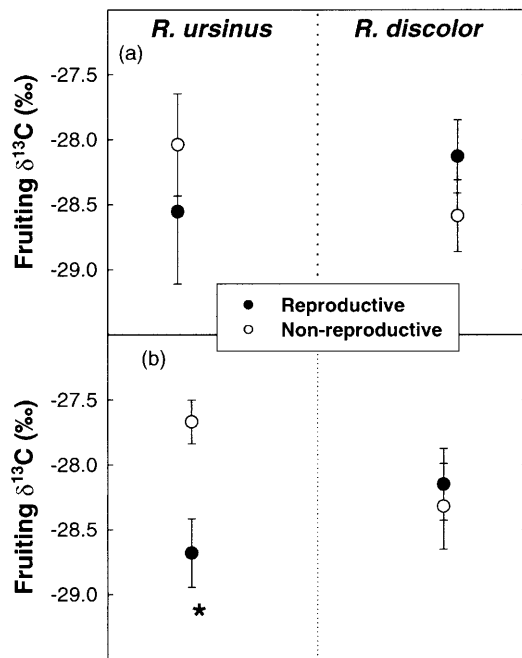 R. ursinus
R. discolor
(a)
Fruiting δ¹³C (‰)
-27.5
-28.0
-28.5
-29.0
Reproductive
Non-reproductive
(b)
Fruiting δ¹³C (‰)
-27.5
-28.0
-28.5
-29.0
*